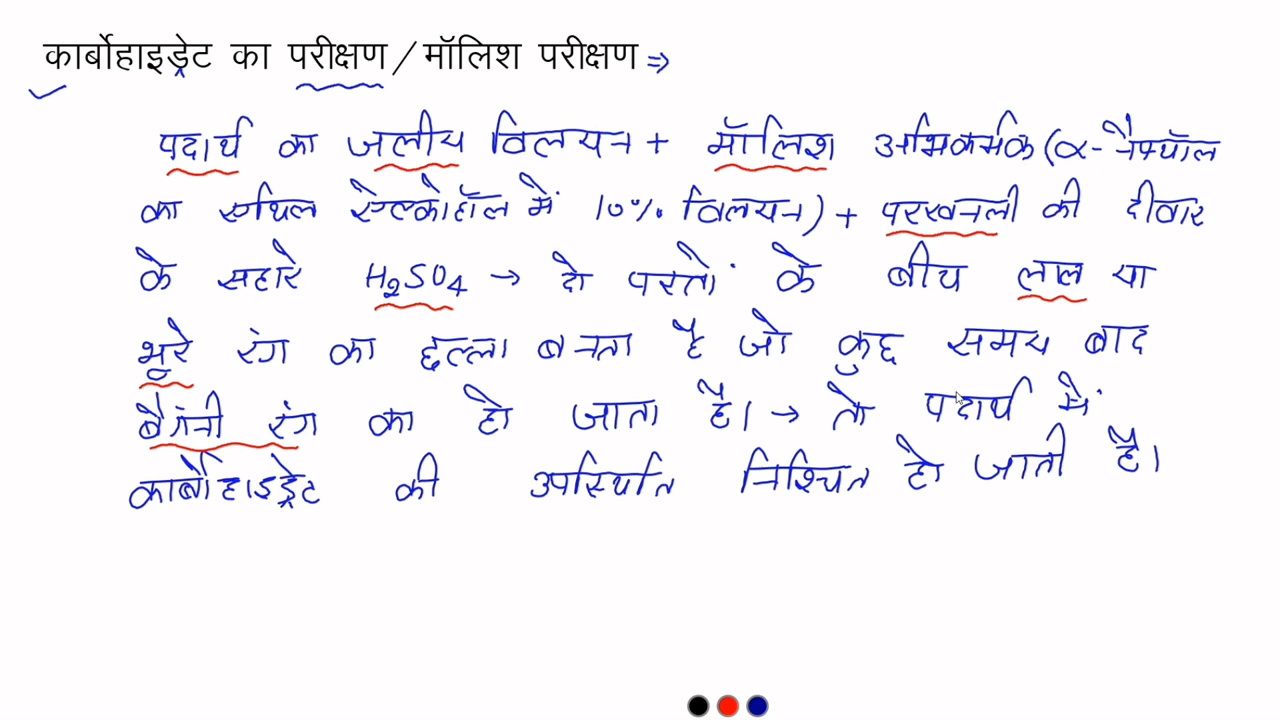 कार्बोहाइड्रेट का परीक्षण/मॉलिश परीक्षण ⇒
पदार्थ का जलीय विलयन + मॉलिश अभिकर्मक (α-नैफ्थॉल
का एथिल ऐल्कोहॉल में 10% विलयन) + परखनली की दीवार
के सहारे H₂SO₄ → दो परतों के बीच लाल या
भूरे रंग का छल्ला बनता है जो कुछ समय बाद
बैगंनी रंग का हो जाता है। → तो पदार्थ में
कार्बोहाइड्रेट की उपस्थिति निश्चित हो जाती है।